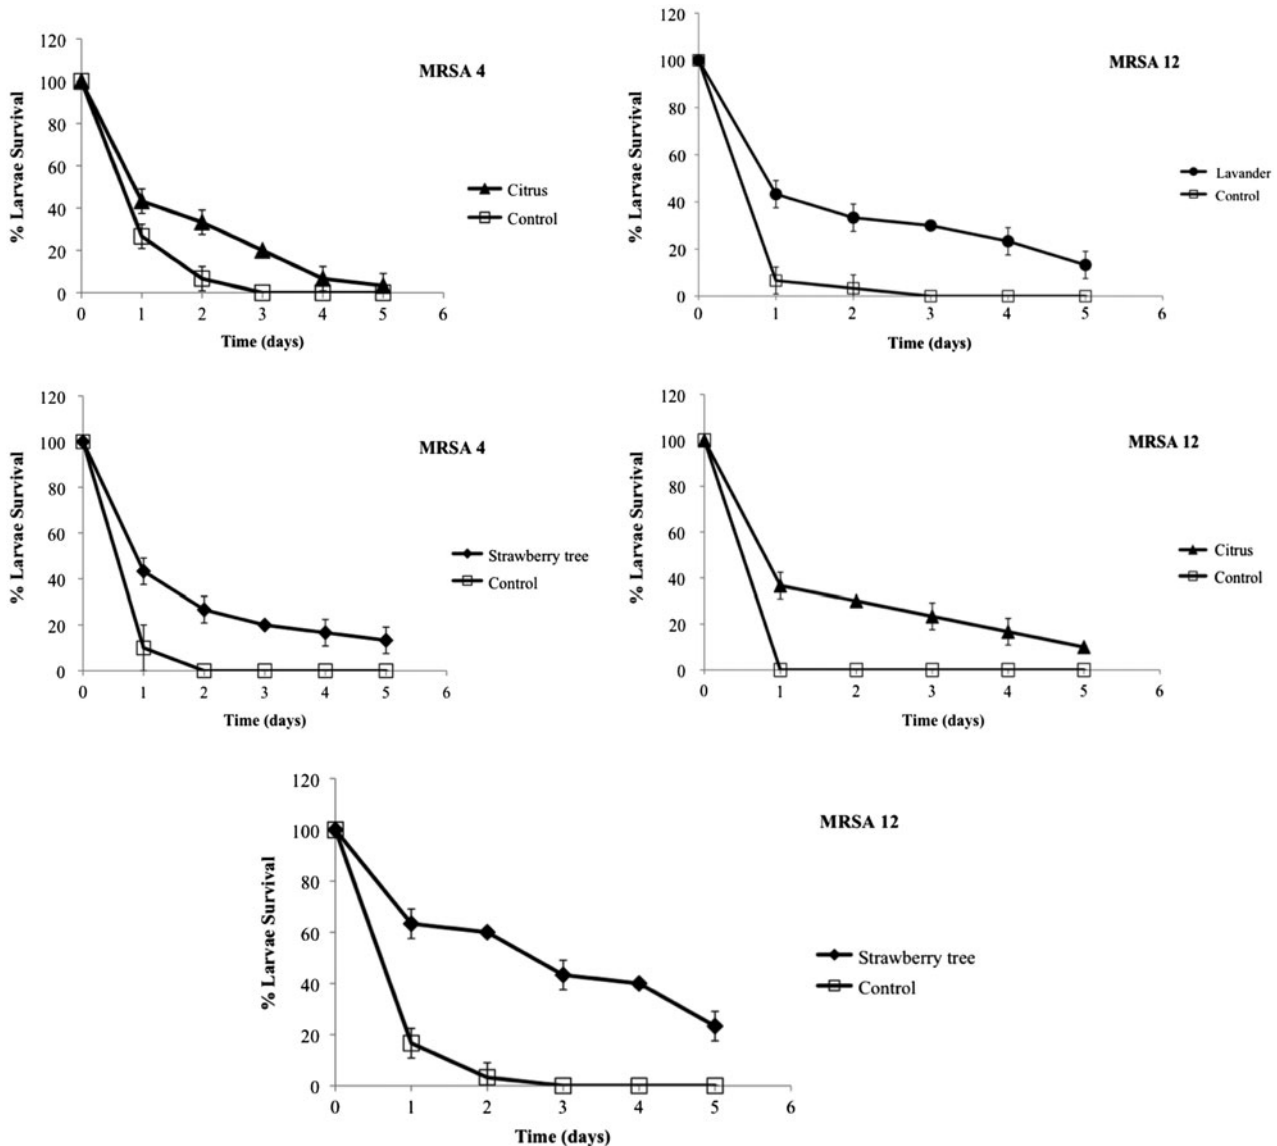 MRSA 4
120
100
80
60
40
20
0
% Larvae Survival
0 1 2 3 4 5 6
Time (days)
Citrus
Control
MRSA 12
120
100
80
60
40
20
0
% Larvae Survival
0 1 2 3 4 5 6
Time (days)
Lavander
Control
MRSA 4
120
100
80
60
40
20
0
% Larvae Survival
0 1 2 3 4 5 6
Time (days)
Strawberry tree
Control
MRSA 12
120
100
80
60
40
20
0
% Larvae Survival
0 1 2 3 4 5 6
Time (days)
Citrus
Control
MRSA 12
120
100
80
60
40
20
0
% Larvae Survival
0 1 2 3 4 5 6
Time (days)
Strawberry tree
Control